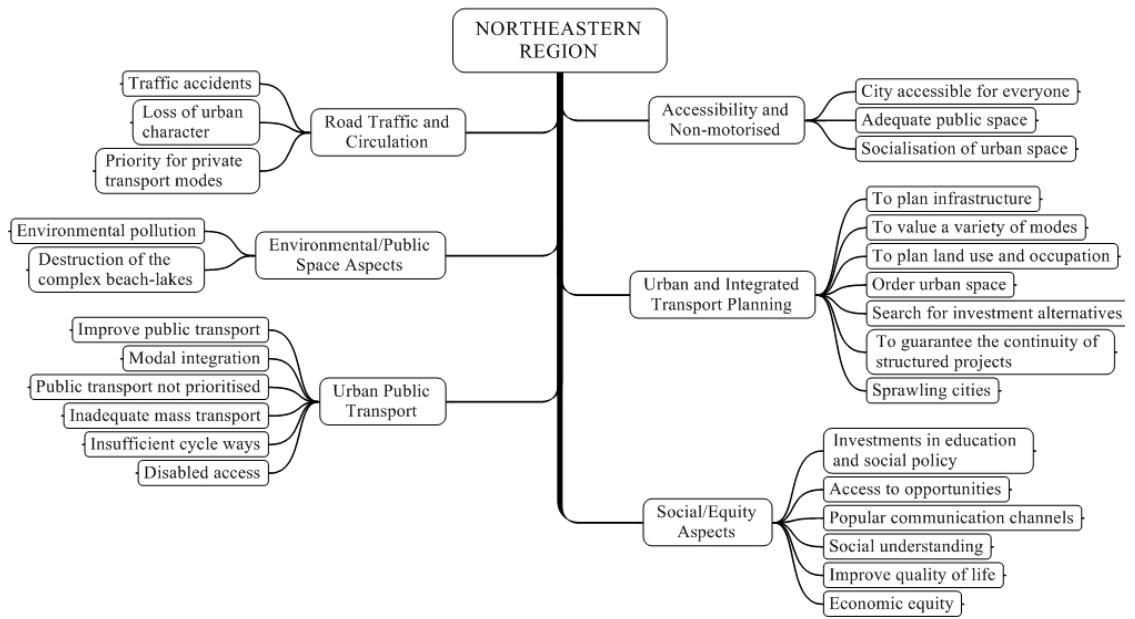 NORTHEASTERN
REGION
Traffic accidents
Loss of urban
character
Priority for private
transport modes
Road Traffic and
Circulation
Environmental pollution
Destruction of the
complex beach-lakes
Environmental/Public
Space Aspects
Improve public transport
Modal integration
Public transport not prioritised
Inadequate mass transport
Insufficient cycle ways
Disabled access
Urban Public
Transport
Accessibility and
Non-motorised
City accessible for everyone
Adequate public space
Socialisation of urban space
Urban and Integrated
Transport Planning
To plan infrastructure
To value a variety of modes
To plan land use and occupation
Order urban space
Search for investment alternatives
To guarantee the continuity of
structured projects
Sprawling cities
Social/Equity
Aspects
Investments in education
and social policy
Access to opportunities
Popular communication channels
Social understanding
Improve quality of life
Economic equity